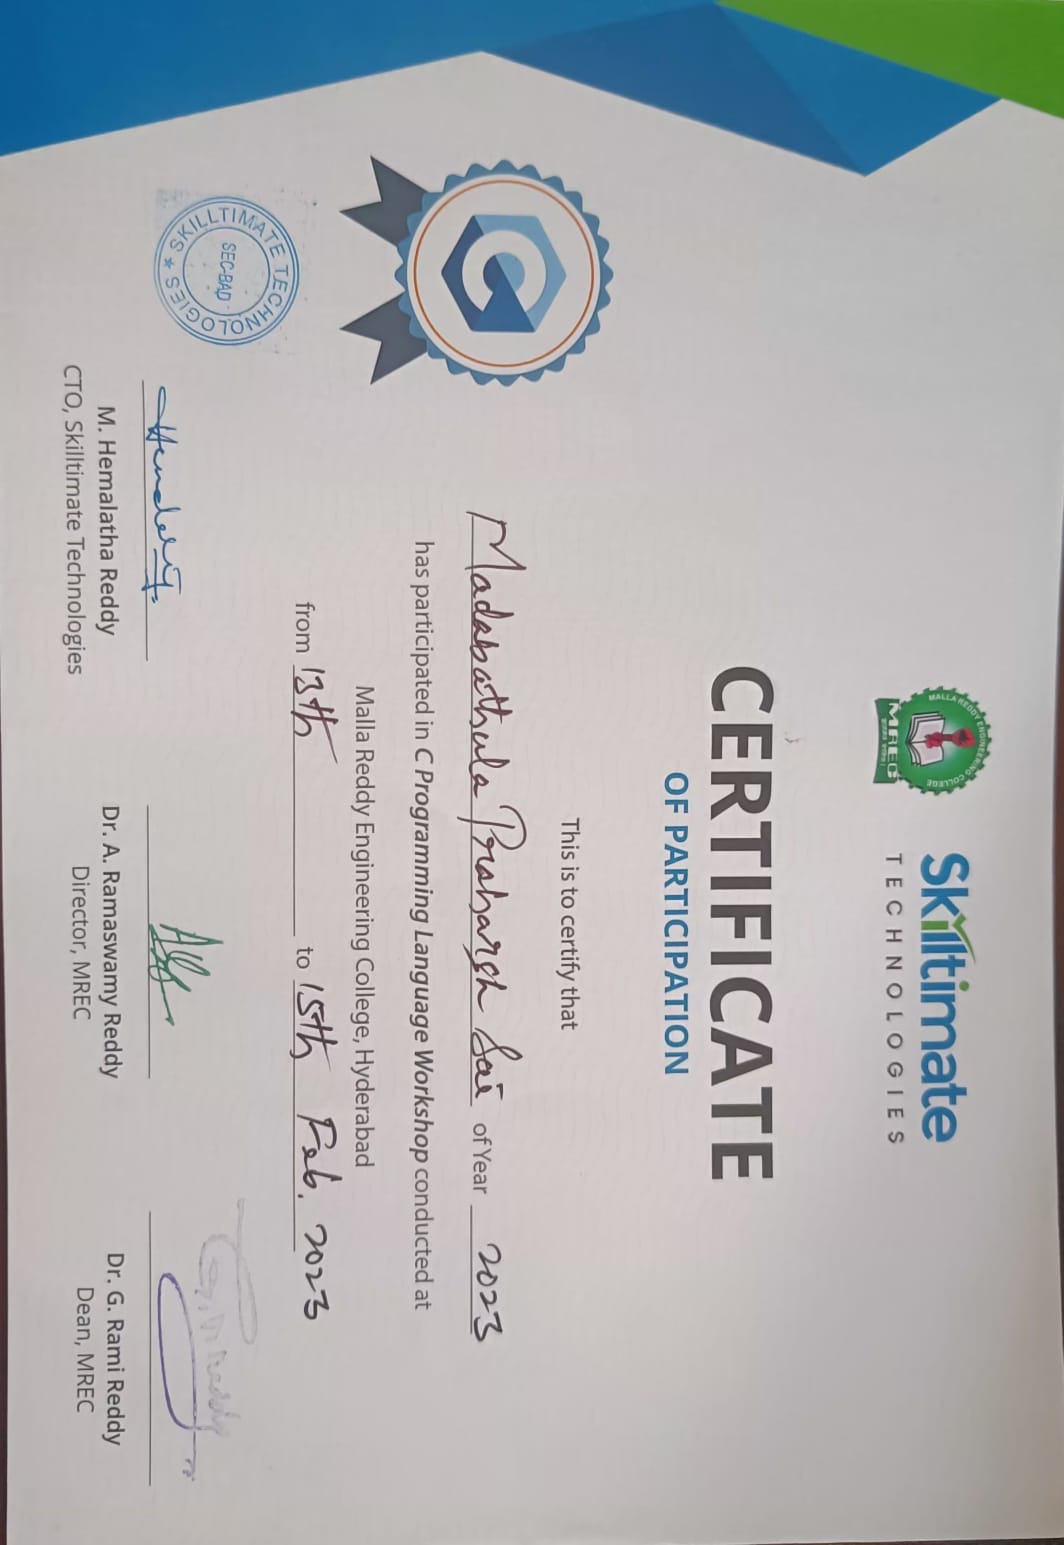 MALLA REDDY ENGINEERING COLLEGE
MREC
Skilltimate
TECHNOLOGIES
CERTIFICATE
OF PARTICIPATION
This is to certify that
Madabathula Praharsh Sai of Year 2023
has participated in C Programming Language Workshop conducted at
Malla Reddy Engineering College, Hyderabad
from 13th to 15th Feb. 2023
C
SKILLTIMATE TECHNOLOGIES
SEC-BAD
M. Hemalatha Reddy
CTO, Skilltimate Technologies
Dr. A. Ramaswamy Reddy
Director, MREC
Dr. G. Rami Reddy
Dean, MREC